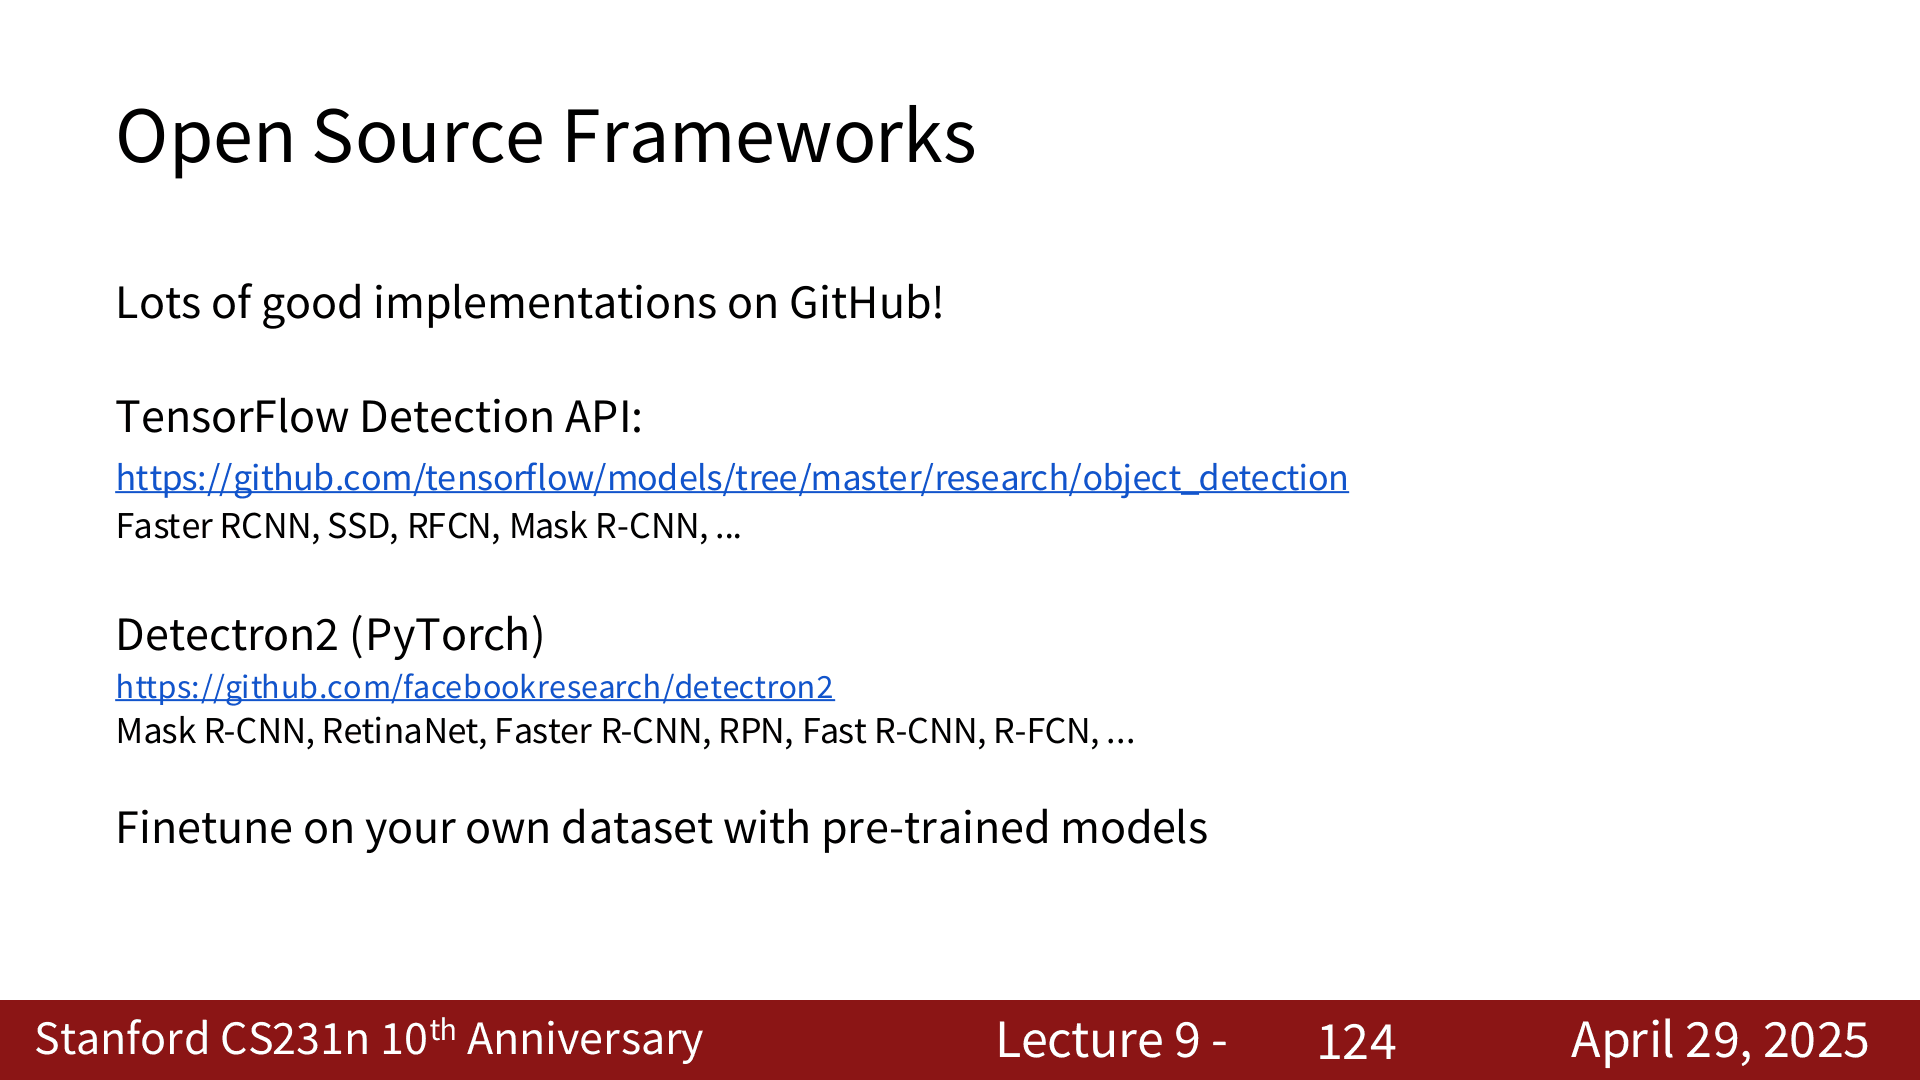 Open Source Frameworks
Lots of good implementations on GitHub!
TensorFlow Detection API:
https://github.com/tensorflow/models/tree/master/research/object_detection
Faster RCNN, SSD, RFCN, Mask R-CNN, ...
Detectron2 (PyTorch)
https://github.com/facebookresearch/detectron2
Mask R-CNN, RetinaNet, Faster R-CNN, RPN, Fast R-CNN, R-FCN, ...
Finetune on your own dataset with pre-trained models
Stanford CS231n 10th Anniversary Lecture 9 - 124 April 29, 2025